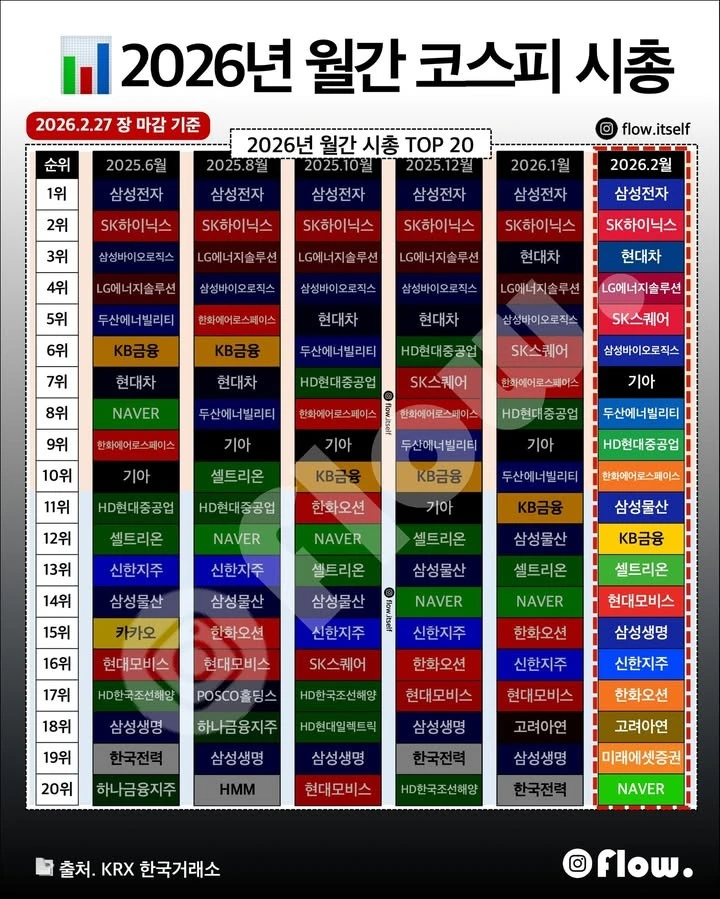 2026년 월간 코스피 시총
2026.2.27 장 마감 기준
flow.itself
2026년 월간 시총 TOP 20
순위 2025.6월 2025.8월 2025.10월 2025.12월 2026.1월 2026.2월
1위 삼성전자 삼성전자 삼성전자 삼성전자 삼성전자 삼성전자
2위 SK하이닉스 SK하이닉스 SK하이닉스 SK하이닉스 SK하이닉스 SK하이닉스
3위 삼성바이오로직스 LG에너지솔루션 LG에너지솔루션 LG에너지솔루션 현대차 현대차
4위 LG에너지솔루션 삼성바이오로직스 삼성바이오로직스 삼성바이오로직스 LG에너지솔루션 LG에너지솔루션
5위 두산에너빌리티 한화에어로스페이스 현대차 현대차 삼성바이오로직스 SK스퀘어
6위 KB금융 KB금융 두산에너빌리티 HD현대중공업 SK스퀘어 삼성바이오로직스
7위 현대차 현대차 HD현대중공업 SK스퀘어 한화에어로스페이스 기아
8위 NAVER 두산에너빌리티 한화에어로스페이스 한화에어로스페이스 HD현대중공업 두산에너빌리티
9위 한화에어로스페이스 기아 기아 두산에너빌리티 기아 HD현대중공업
10위 기아 셀트리온 KB금융 KB금융 두산에너빌리티 한화에어로스페이스
11위 HD현대중공업 HD현대중공업 한화오션 기아 KB금융 삼성물산
12위 셀트리온 NAVER NAVER 셀트리온 삼성물산 KB금융
13위 신한지주 신한지주 셀트리온 삼성물산 셀트리온 셀트리온
14위 삼성물산 삼성물산 삼성물산 NAVER NAVER 현대모비스
15위 카카오 한화오션 신한지주 신한지주 한화오션 삼성생명
16위 현대모비스 현대모비스 SK스퀘어 한화오션 신한지주 신한지주
17위 HD한국조선해양 POSCO홀딩스 HD한국조선해양 현대모비스 현대모비스 한화오션
18위 삼성생명 하나금융지주 HD현대일렉트릭 삼성생명 고려아연 고려아연
19위 한국전력 삼성생명 삼성생명 한국전력 삼성생명 미래에셋증권
20위 하나금융지주 HMM 현대모비스 HD한국조선해양 한국전력 NAVER
flow.itself
flow.itself
flow.
출처. KRX 한국거래소
flow.